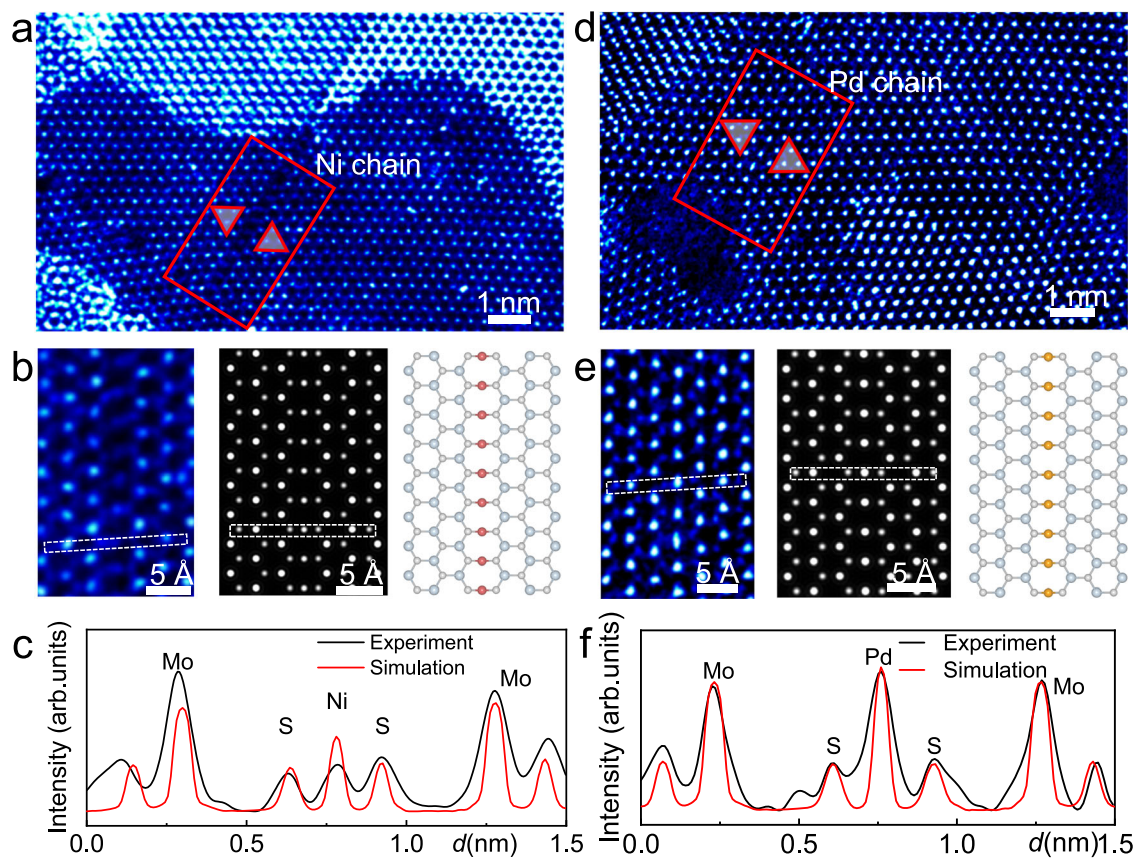 a
Ni chain
1 nm
d
Pd chain
1 nm
b
5 Å
5 Å
e
5 Å
5 Å
c
Intensity (arb.units)
Experiment
Simulation
Mo
S
Ni
S
Mo
0.0
0.5
1.0
d(nm)
1.5
f
Intensity (arb.units)
Experiment
Simulation
Mo
S
Pd
S
Mo
0.0
0.5
1.0
d(nm)
1.5